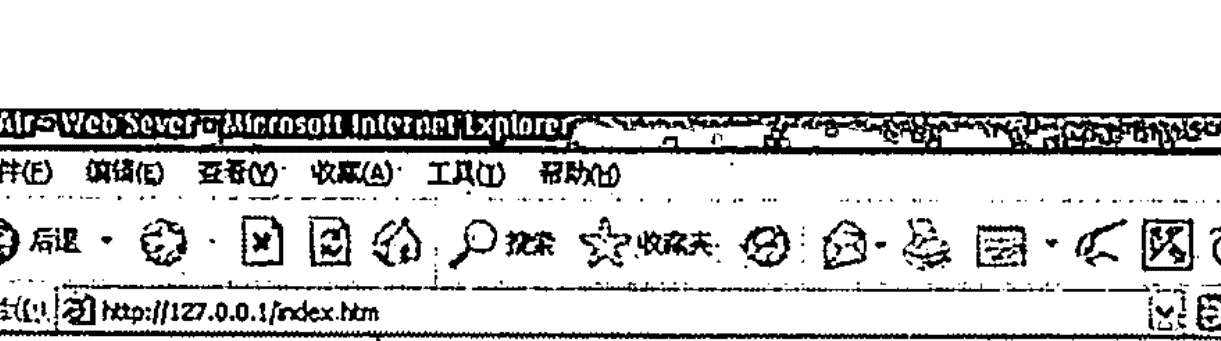 Air - Web Sever - Microsoft Internet Explorer
件(F) 编辑(E) 查看(V) 收藏(A) 工具(T) 帮助(H)
后退 搜索 收藏夹
http://127.0.0.1/index.htm